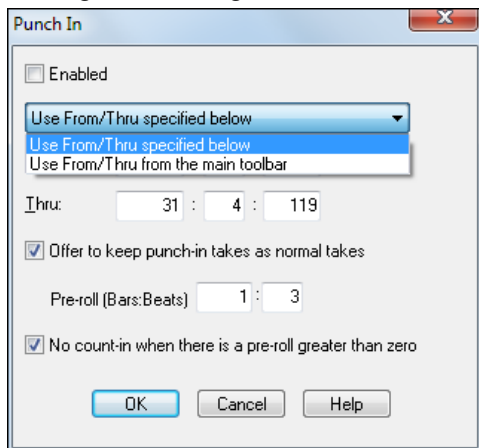 Punch In
Enabled
Use From/Thru specified below
Use From/Thru specified below
Use From/Thru from the main toolbar
Thru: 31 : 4 : 119
Offer to keep punch-in takes as normal takes
Pre-roll (Bars:Beats) 1 : 3
No count-in when there is a pre-roll greater than zero
OK Cancel Help